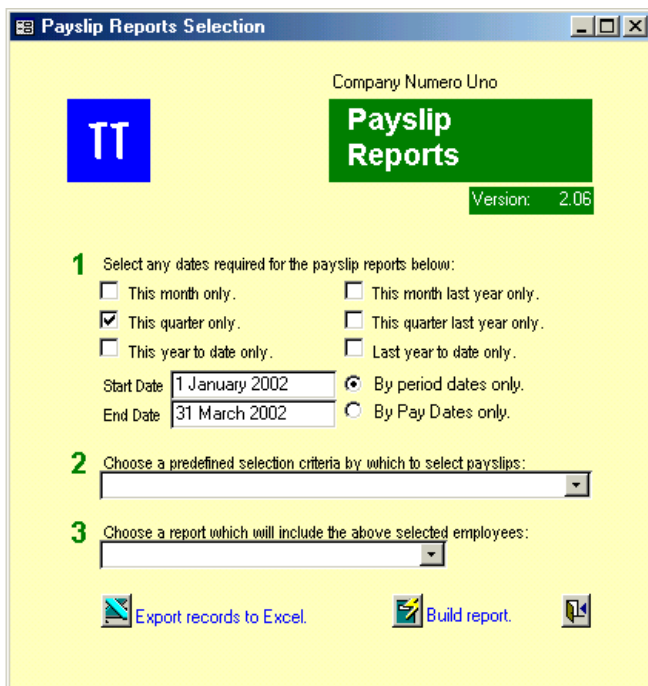 Payslip Reports Selection
Company Numero Uno
TT
Payslip
Reports
Version: 2.06
1 Select any dates required for the payslip reports below:
This month only. This month last year only.
This quarter only. This quarter last year only.
This year to date only. Last year to date only.
Start Date 1 January 2002 By period dates only.
End Date 31 March 2002 By Pay Dates only.
2 Choose a predefined selection criteria by which to select payslips:
3 Choose a report which will include the above selected employees:
Export records to Excel. Build report.